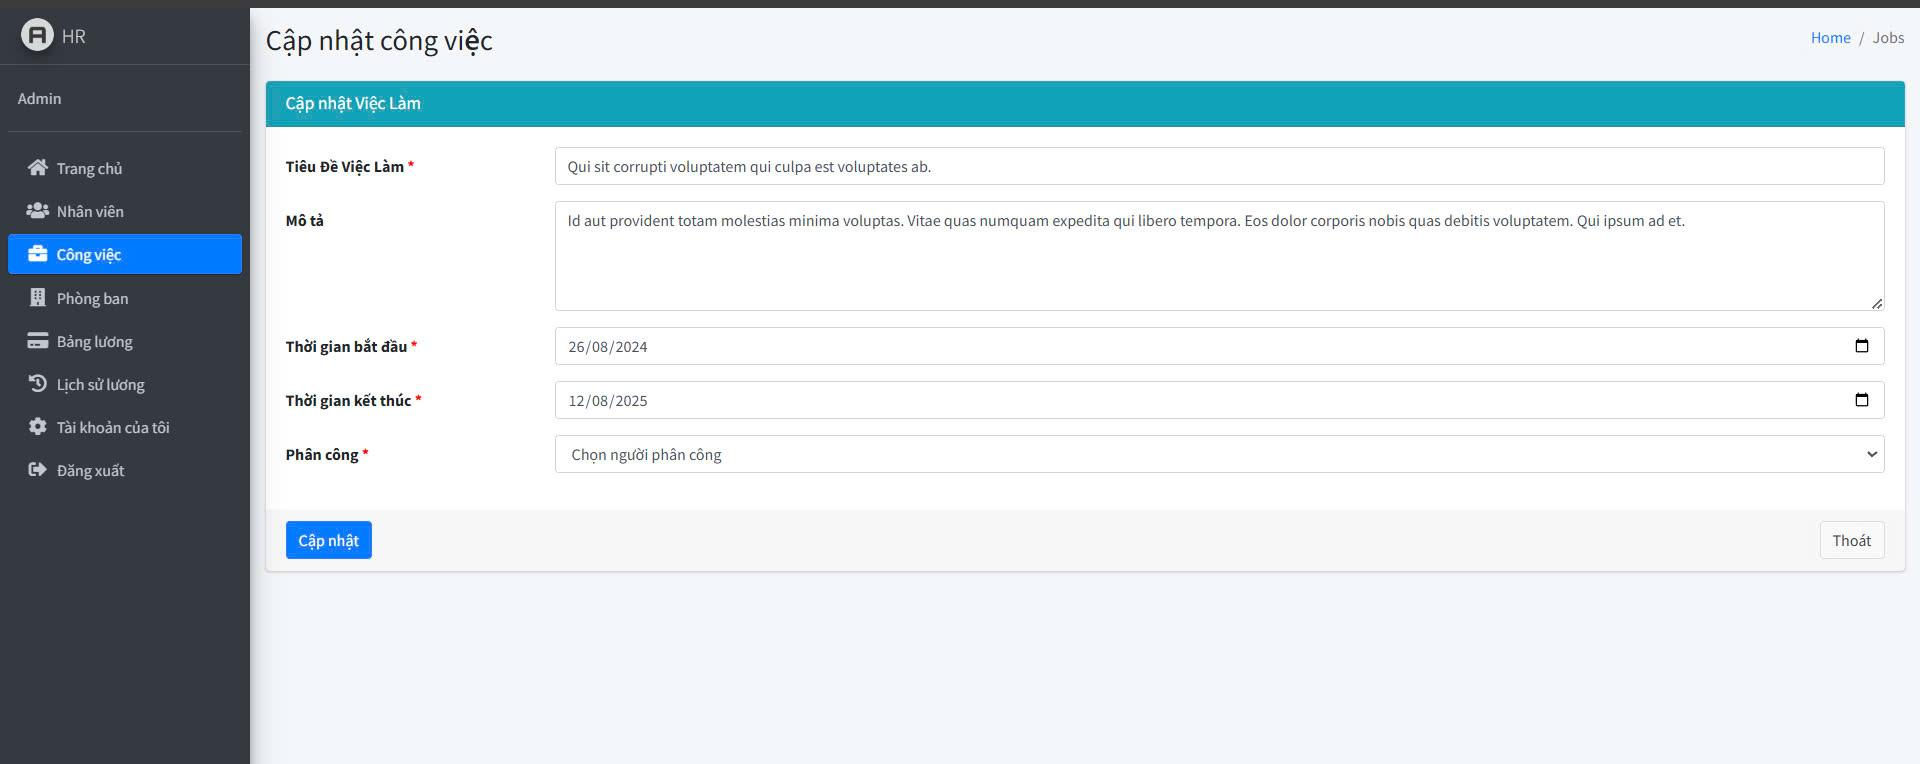 HR
Admin
Trang chủ
Nhân viên
Công việc
Phòng ban
Bảng lương
Lịch sử lương
Tài khoản của tôi
Đăng xuất
Cập nhật công việc
Home / Jobs
Cập nhật Việc Làm
Tiêu Đề Việc Làm *
Qui sit corrupti voluptatem qui culpa est voluptates ab.
Mô tả
Id aut provident totam molestias minima voluptas. Vitae quas numquam expedita qui libero tempora. Eos dolor corporis nobis quas debitis voluptatem. Qui ipsum ad et.
Thời gian bắt đầu *
26/08/2024
Thời gian kết thúc *
12/08/2025
Phân công *
Chọn người phân công
Cập nhật
Thoát